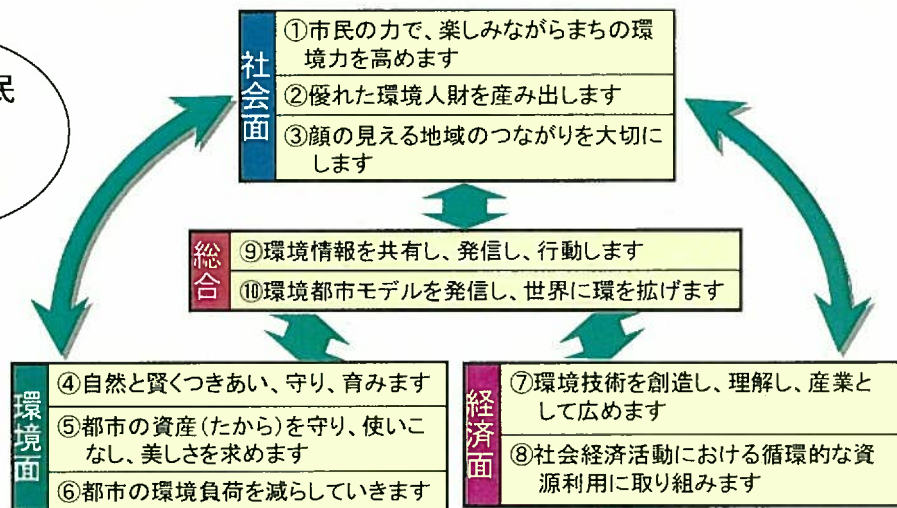 民
社会面
①市民の力で、楽しみながらまちの環
境力を高めます
②優れた環境人財を産み出します
③顔の見える地域のつながりを大切に
します
総合
⑨環境情報を共有し、発信し、行動します
⑩環境都市モデルを発信し、世界に環を拡げます
環境面
④自然と賢くつきあい、守り、育みます
⑤都市の資産(たから)を守り、使いこ
なし、美しさを求めます
⑥都市の環境負荷を減らしていきます
経済面
⑦環境技術を創造し、理解し、産業と
して広めます
⑧社会経済活動における循環的な資
源利用に取り組みます